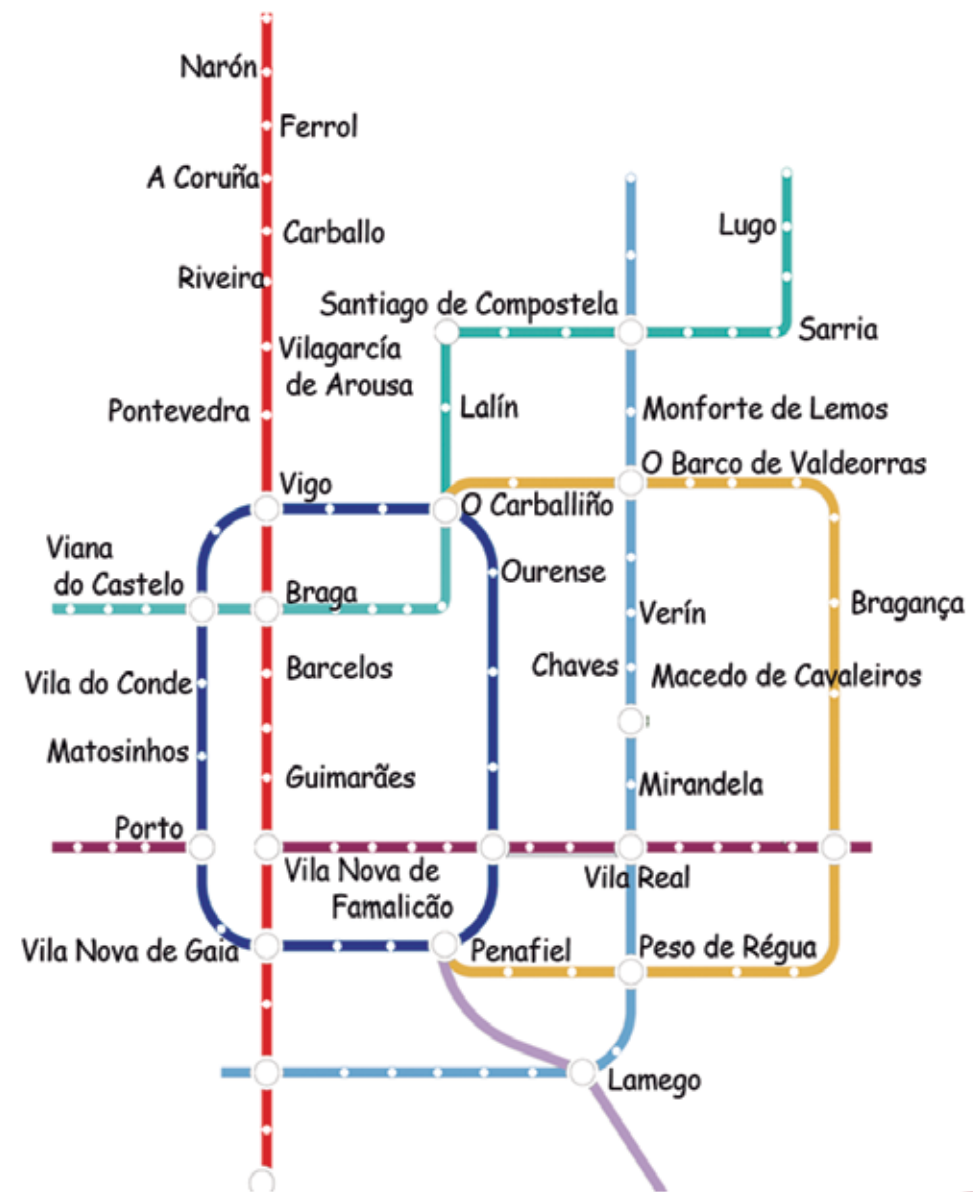 Narón
Ferrol
A Coruña
Carballo
Lugo
Riveira
Santiago de Compostela
Sarria
Vilagarcía
de Arousa
Pontevedra
Lalín
Monforte de Lemos
O Barco de Valdeorras
Vigo
O Carballiño
Viana
do Castelo
Ourense
Braga
Bragança
Verín
Chaves
Barcelos
Macedo de Cavaleiros
Vila do Conde
Matosinhos
Guimarães
Mirandela
Porto
Vila Nova de
Famalicão
Vila Real
Vila Nova de Gaia
Penafiel
Peso de Régua
Lamego